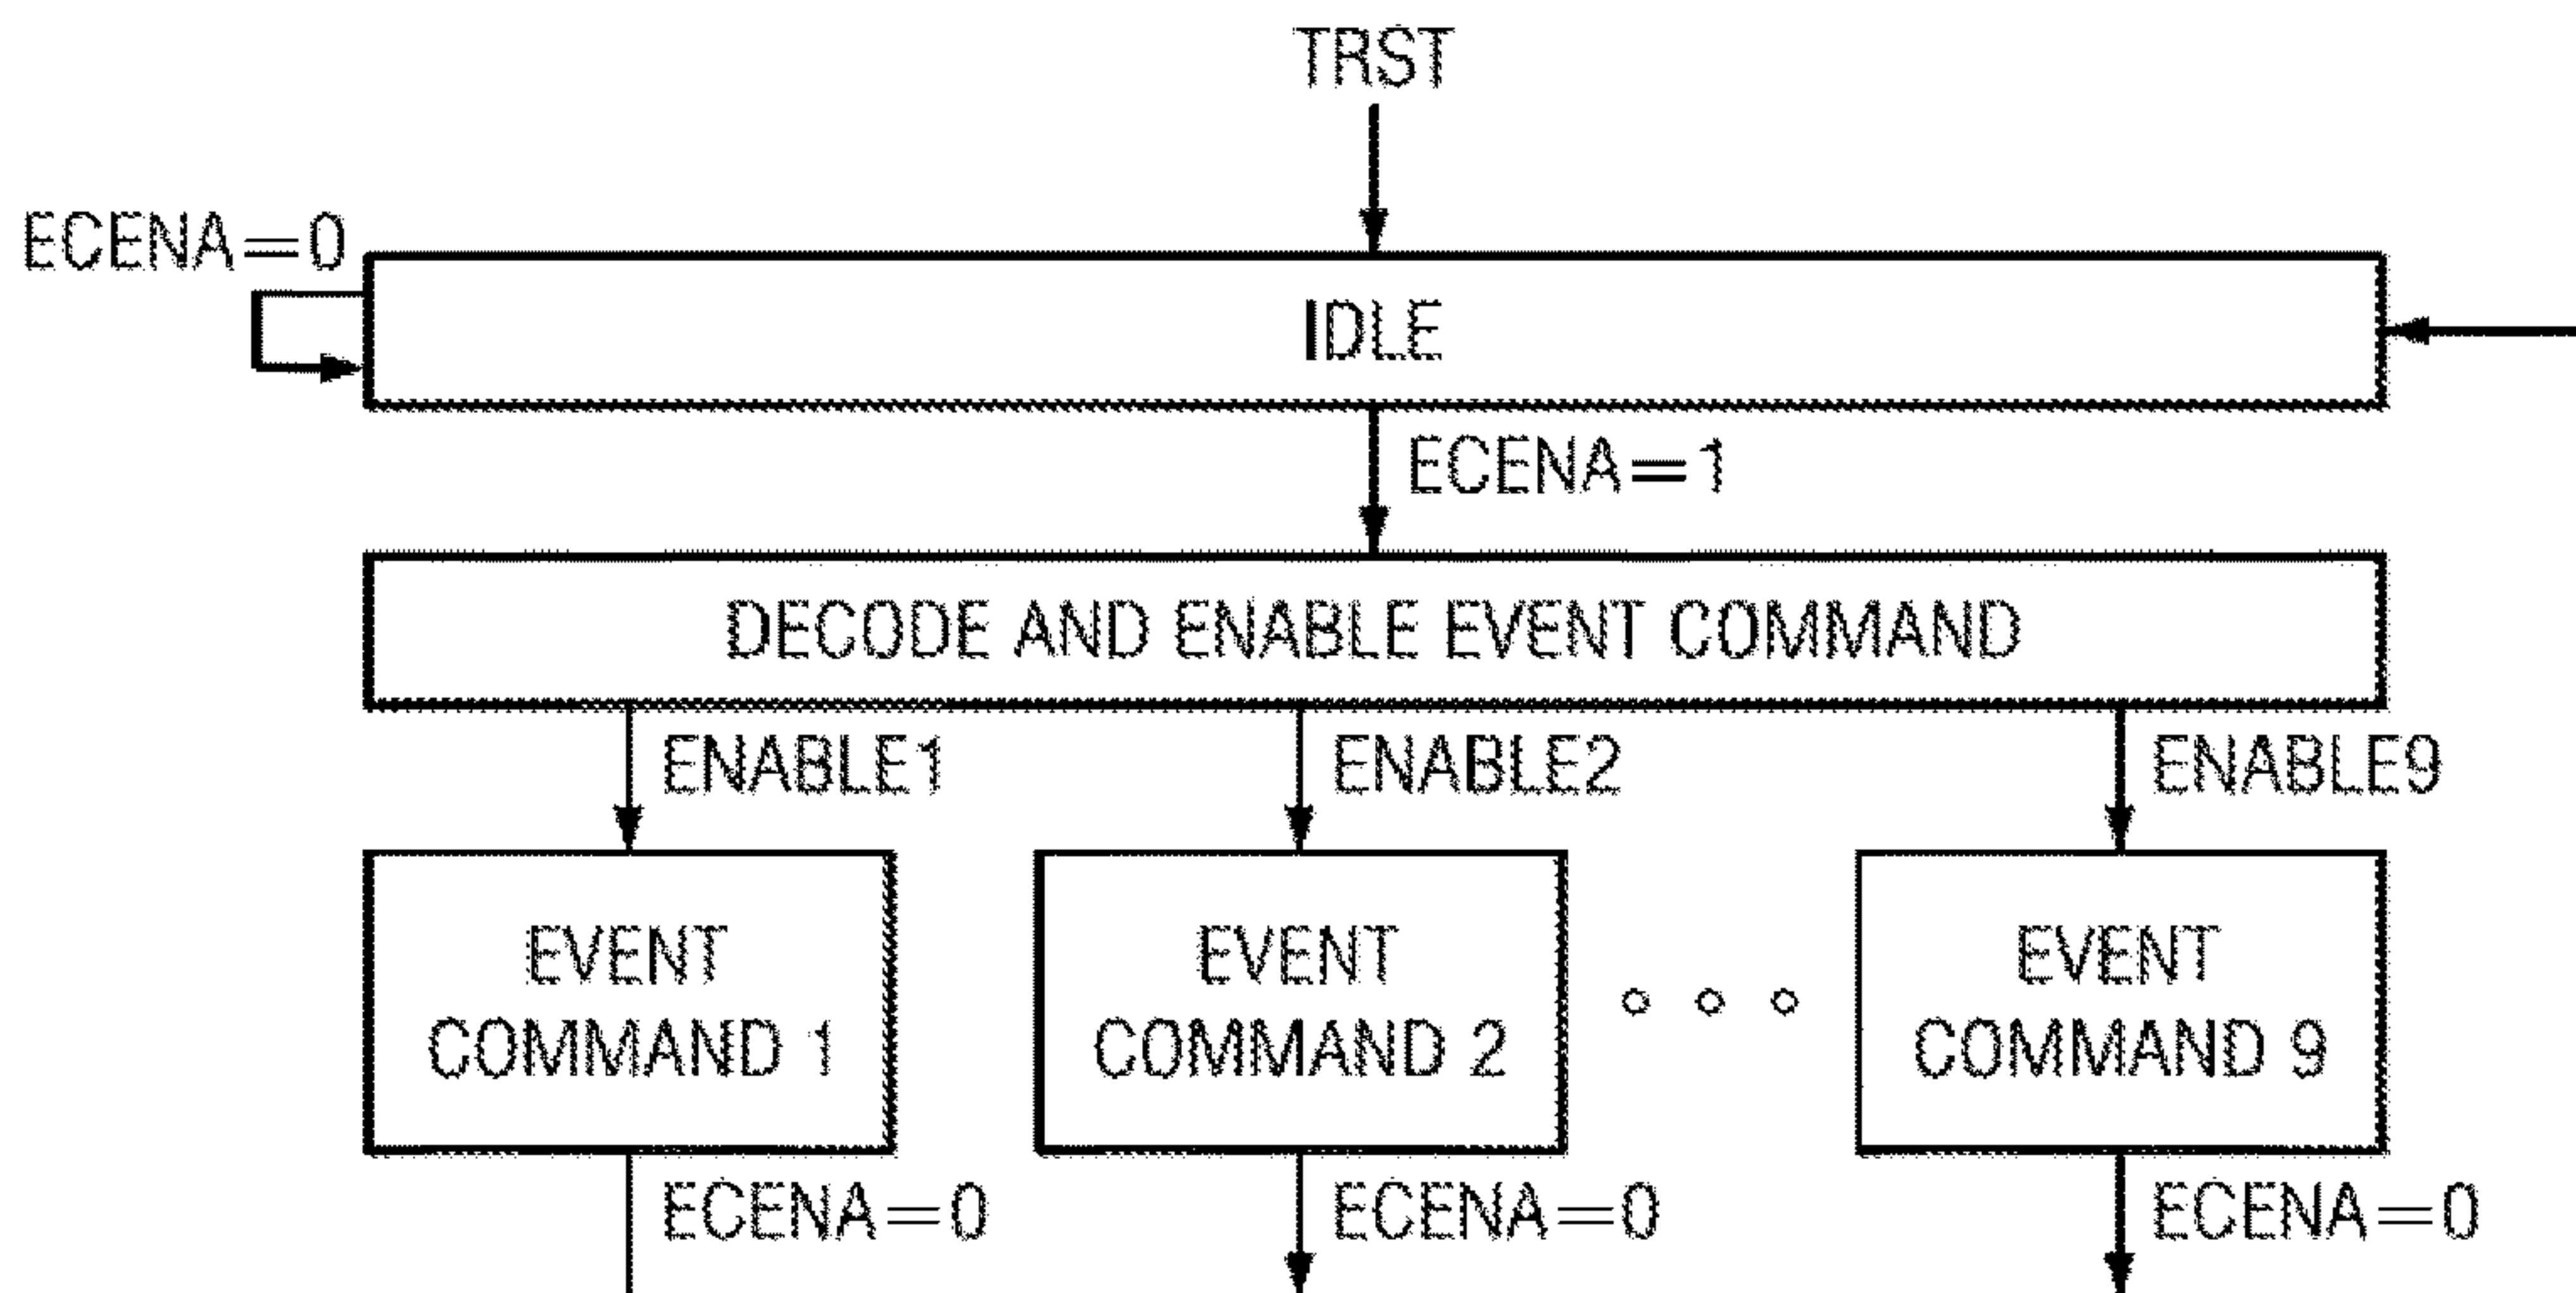 TRST
ECENA=0
IDLE
ECENA=1
DECODE AND ENABLE EVENT COMMAND
ENABLE1
ENABLE2
ENABLE9
EVENT
COMMAND 1
EVENT
COMMAND 2
EVENT
COMMAND 9
ECENA=0
ECENA=0
ECENA=0